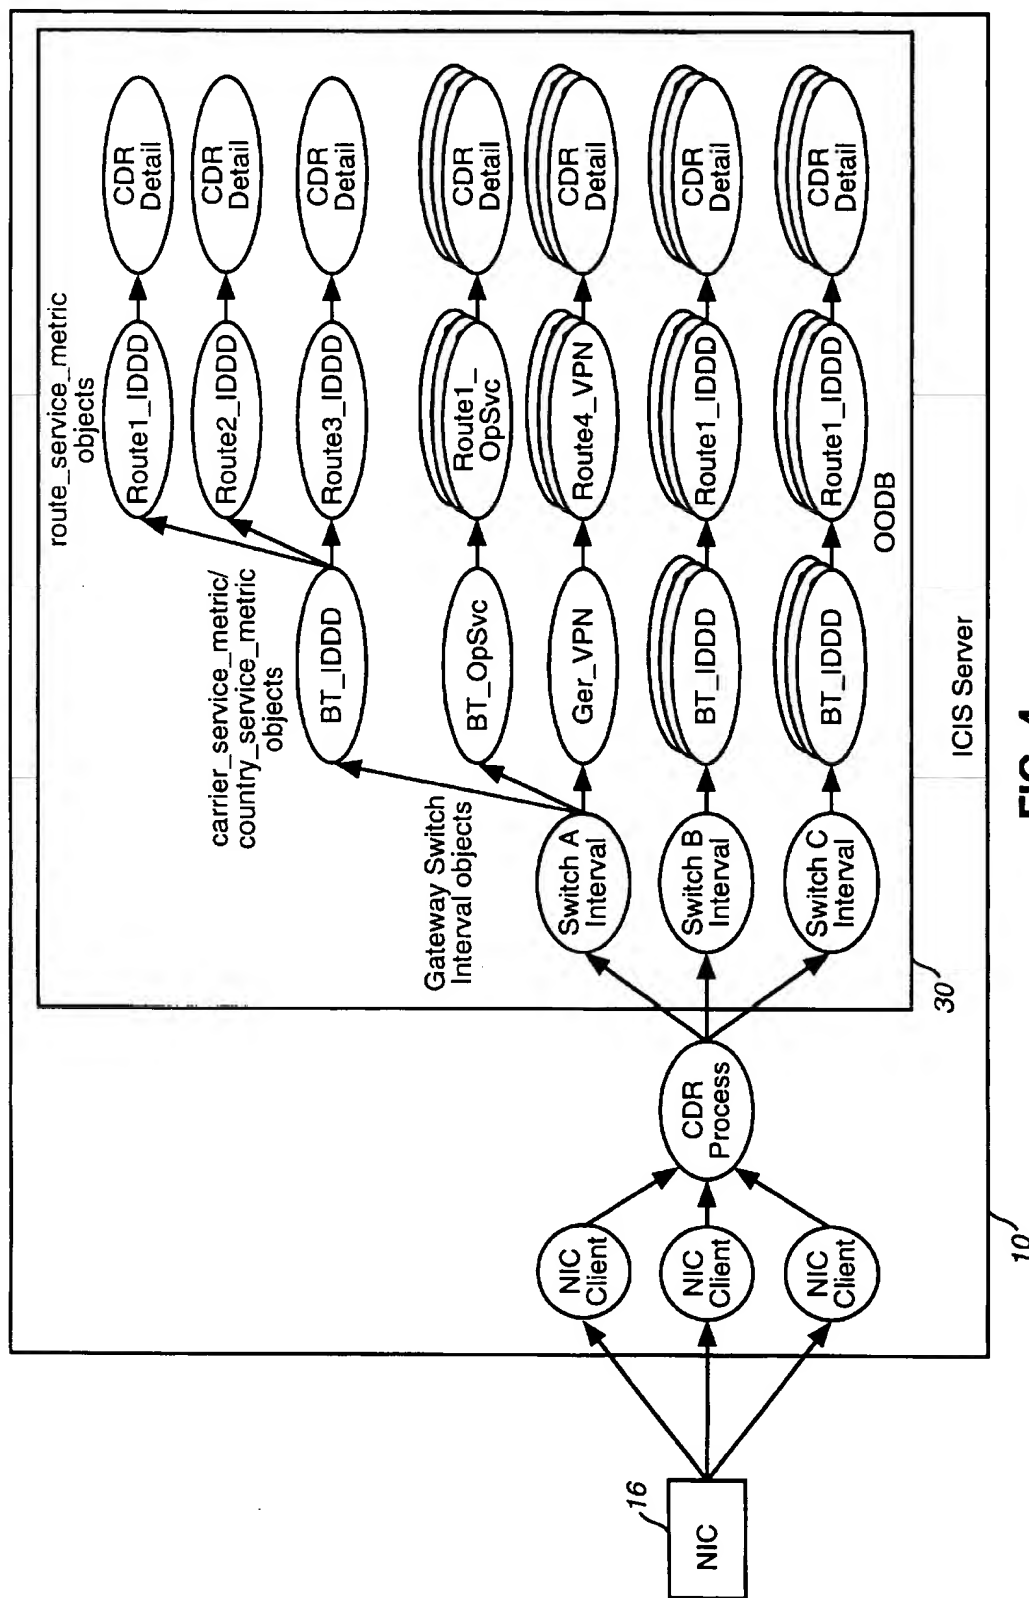 route_service_metric
objects
Route1_IDDD
CDR
Detail
Route2_IDDD
CDR
Detail
carrier_service_metric/
country_service_metric
objects
BT_IDDD
Route3_IDDD
CDR
Detail
Gateway Switch
Interval objects
BT_OpSvc
Route1_
OpSvc
CDR
Detail
NIC
Client
Switch A
Interval
Ger_VPN
Route4_VPN
CDR
Detail
16
NIC
NIC
Client
CDR
Process
Switch B
Interval
BT_IDDD
Route1_IDDD
CDR
Detail
NIC
Client
Switch C
Interval
BT_IDDD
Route1_IDDD
CDR
Detail
OODB
30
ICIS Server
10